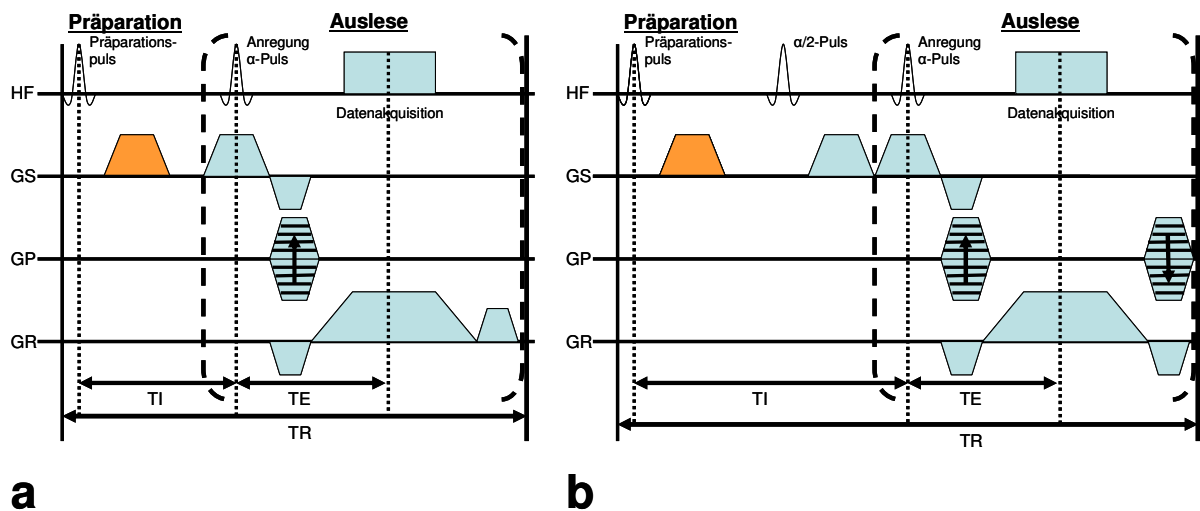 Präparation
Auslese
Präparations-
puls
Anregung
α-Puls
HF
Datenakquisition
GS
GP
GR
TI
TE
TR
a
Präparation
Auslese
Präparations-
puls
α/2-Puls
Anregung
α-Puls
HF
Datenakquisition
GS
GP
GR
TI
TE
TR
b